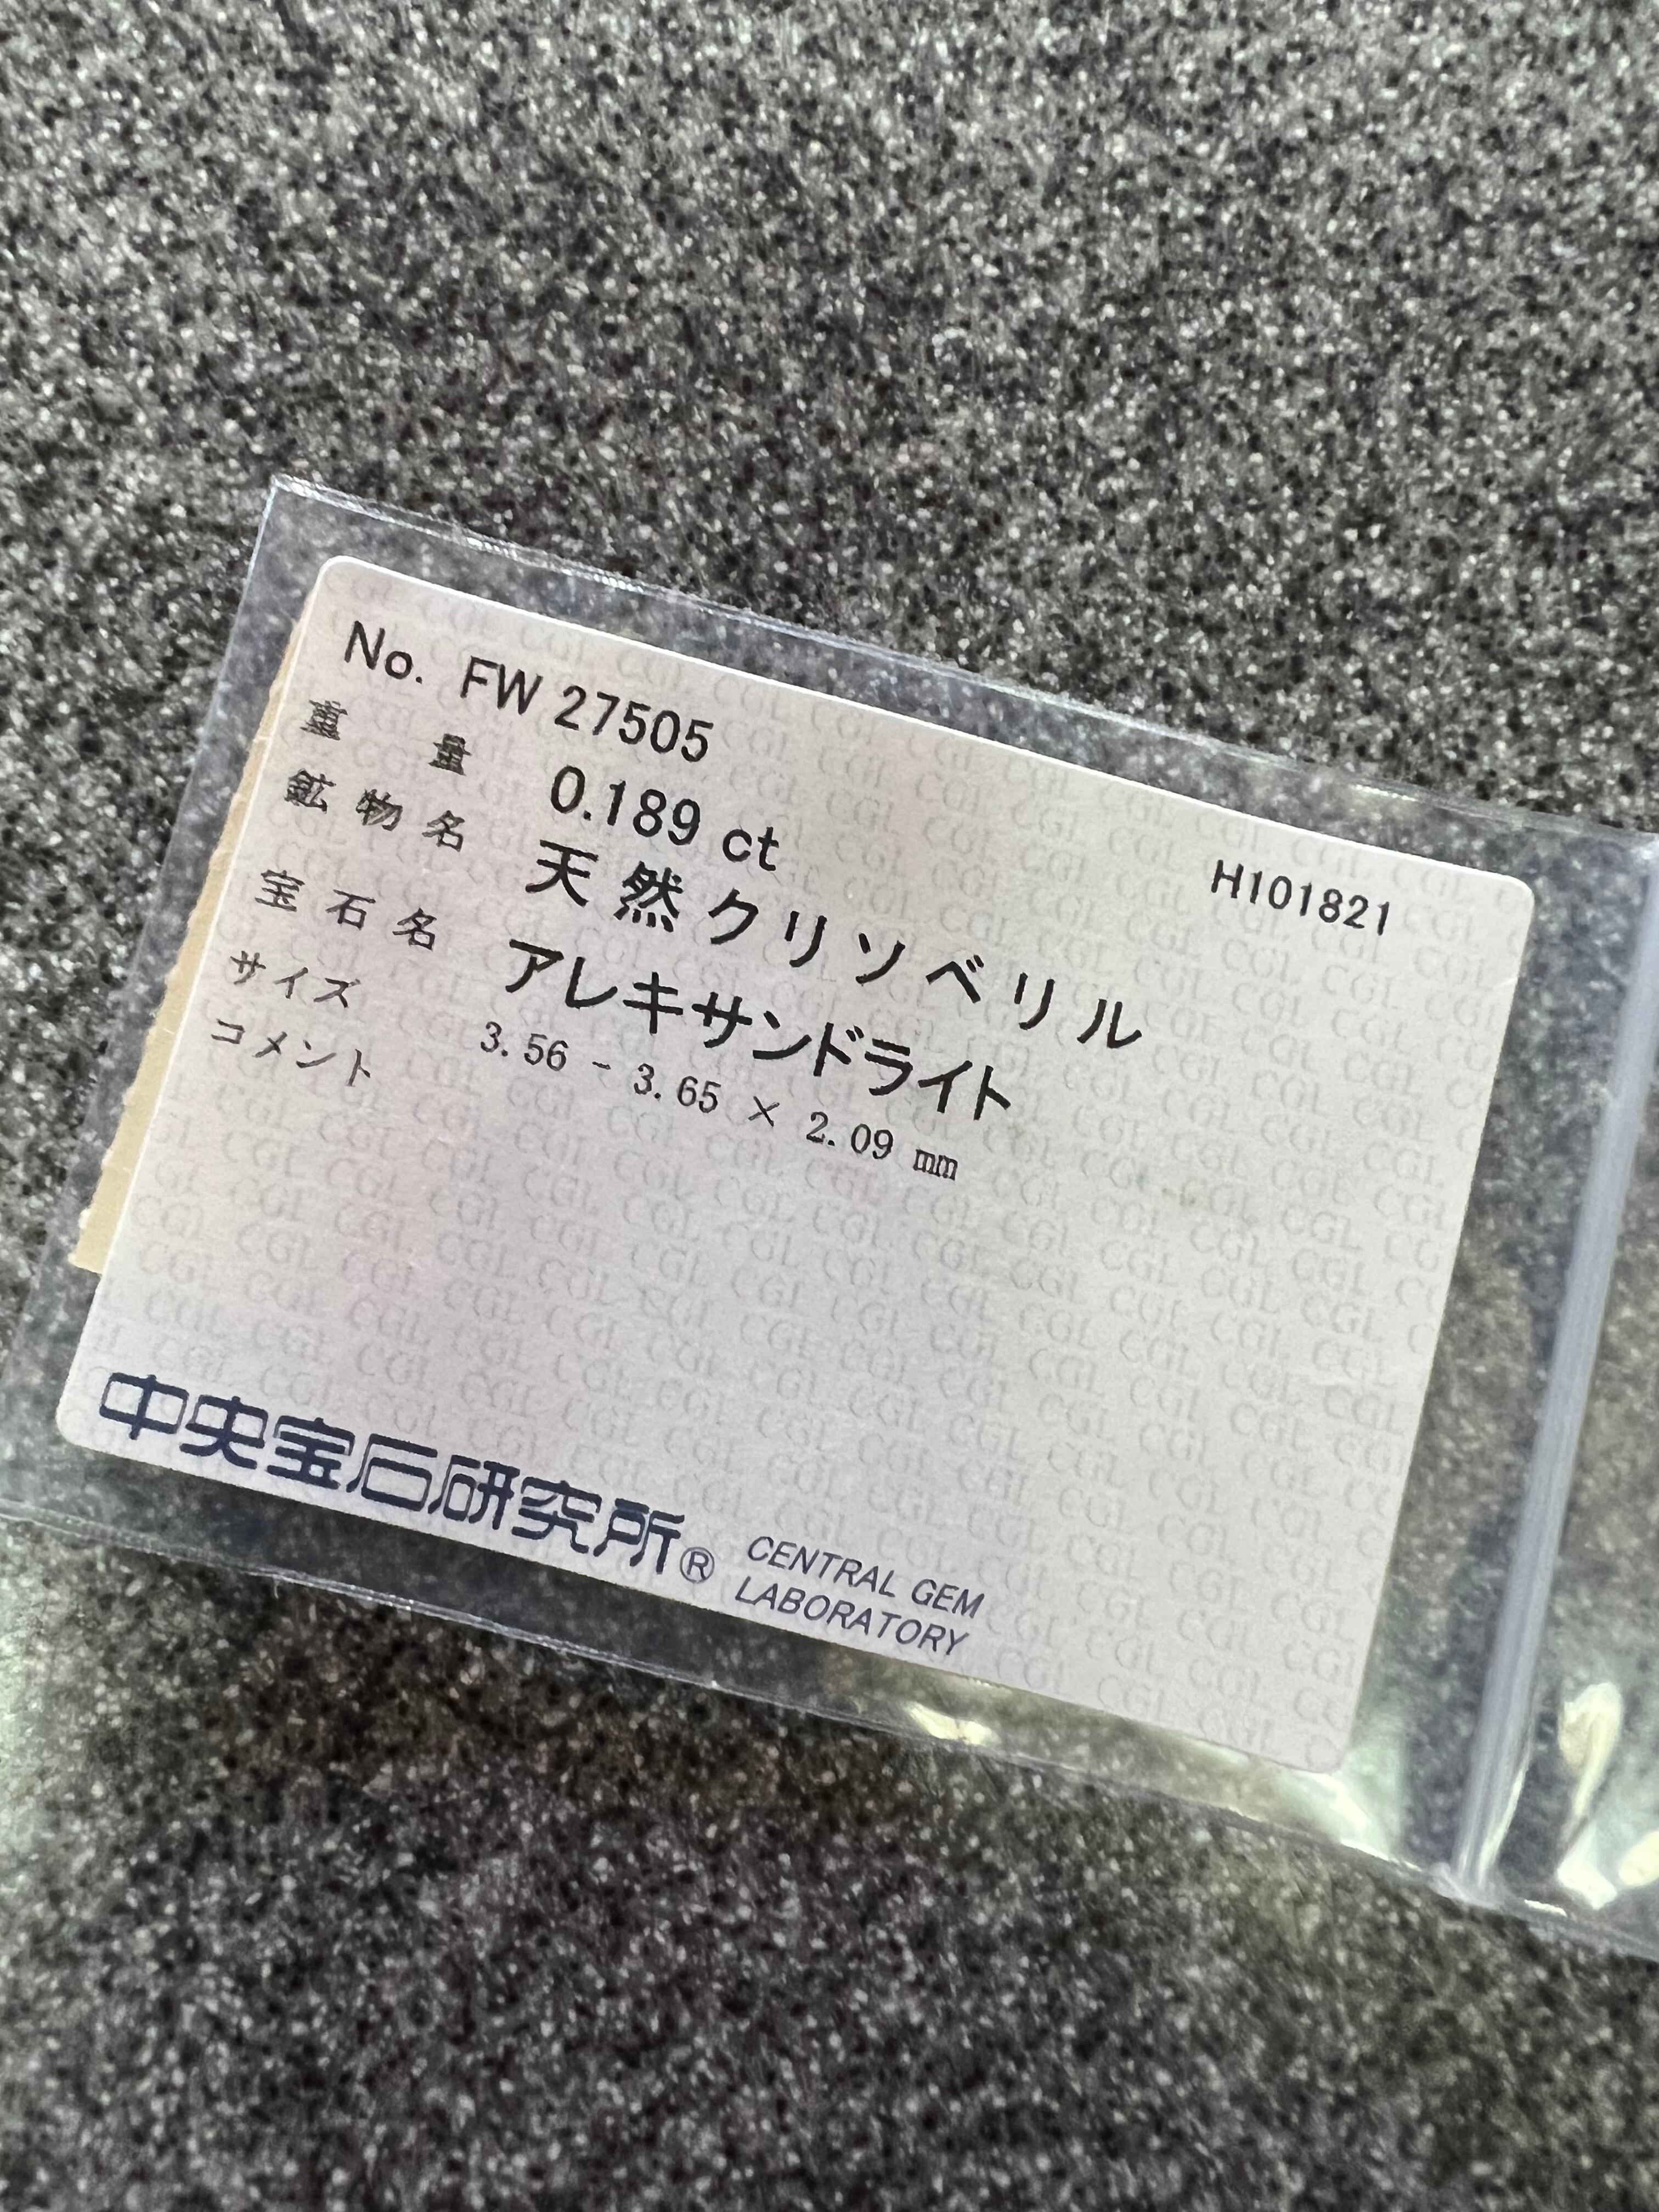 No. FW 27505
H101821
重量 0.189 ct
鉱物名 天然クリソベリル
宝石名 アレキサンドライト
サイズ 3.56 - 3.65 × 2.09 mm
コメント
中央宝石研究所® CENTRAL GEM
LABORATORY